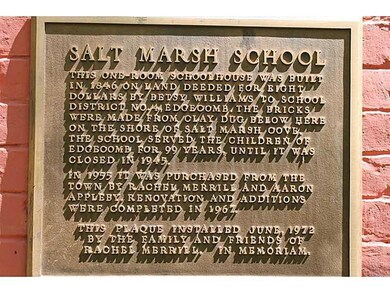 SALT MARSH SCHOOL
THIS ONE-ROOM SCHOOLHOUSE WAS BUILT
IN 1846 ON LAND DEEDED FOR EIGHT
DOLLARS BY BETSY WILLIAMS TO SCHOOL
DISTRICT NO. 4 EDGECOMB. THE BRICKS
WERE MADE FROM CLAY DUG BELOW HERE
ON THE SHORE OF SALT MARSH COVE.
THE SCHOOL SERVED THE CHILDREN OF
EDGECOMB FOR 99 YEARS, UNTIL IT WAS
CLOSED IN 1945.
IN 1955 IT WAS PURCHASED FROM THE
TOWN BY RACHEL MERRILL AND AARON
APPLEBY. RENOVATION AND ADDITIONS
WERE COMPLETED IN 1967.
THIS PLAQUE INSTALLED JUNE, 1972
BY THE FAMILY AND FRIENDS OF
RACHEL MERRILL, IN MEMORIAM